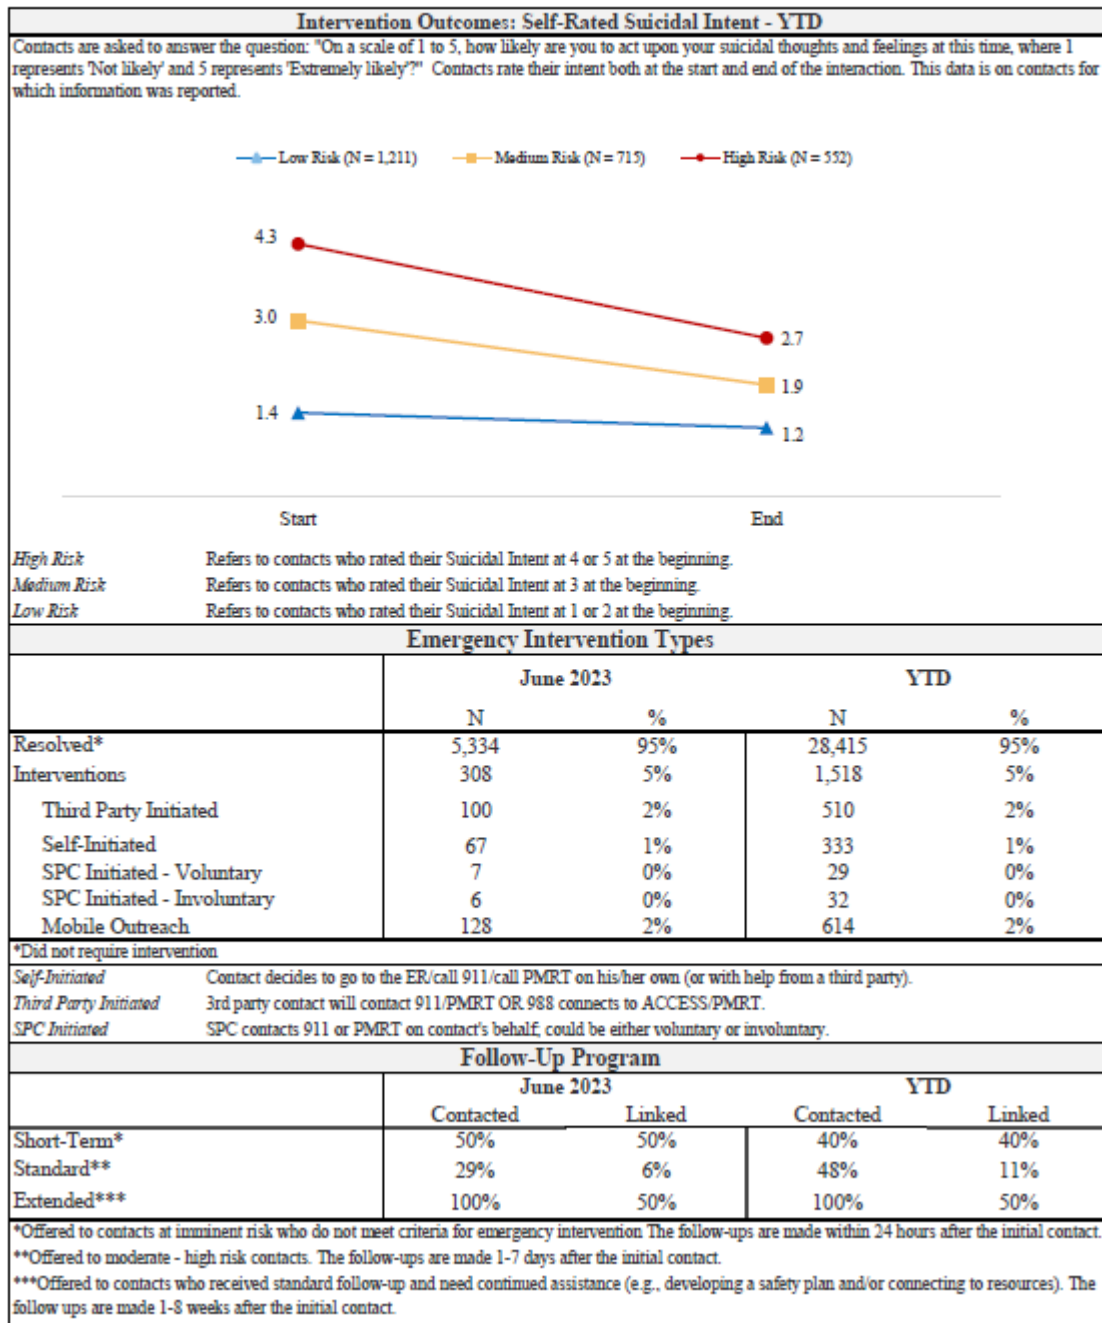 Intervention Outcomes: Self-Rated Suicidal Intent - YTD
Contacts are asked to answer the question: "On a scale of 1 to 5, how likely are you to act upon your suicidal thoughts and feelings at this time, where 1
represents 'Not likely' and 5 represents 'Extremely likely'?" Contacts rate their intent both at the start and end of the interaction. This data is on contacts for
which information was reported.
Low Risk (N = 1,211) Medium Risk (N = 715) High Risk (N = 552)
4.3
3.0
2.7
1.9
1.4
1.2
Start End
High Risk Refers to contacts who rated their Suicidal Intent at 4 or 5 at the beginning.
Medium Risk Refers to contacts who rated their Suicidal Intent at 3 at the beginning.
Low Risk Refers to contacts who rated their Suicidal Intent at 1 or 2 at the beginning.
Emergency Intervention Types
June 2023 YTD
N % N %
Resolved* 5,334 95% 28,415 95%
Interventions 308 5% 1,518 5%
Third Party Initiated 100 2% 510 2%
Self-Initiated 67 1% 333 1%
SPC Initiated - Voluntary 7 0% 29 0%
SPC Initiated - Involuntary 6 0% 32 0%
Mobile Outreach 128 2% 614 2%
*Did not require intervention
Self-Initiated Contact decides to go to the ER/call 911/call PMRT on his/her own (or with help from a third party).
Third Party Initiated 3rd party contact will contact 911/PMRT OR 988 connects to ACCESS/PMRT.
SPC Initiated SPC contacts 911 or PMRT on contact's behalf; could be either voluntary or involuntary.
Follow-Up Program
June 2023 YTD
Contacted Linked Contacted Linked
Short-Term* 50% 50% 40% 40%
Standard** 29% 6% 48% 11%
Extended*** 100% 50% 100% 50%
*Offered to contacts at imminent risk who do not meet criteria for emergency intervention The follow-ups are made within 24 hours after the initial contact.
**Offered to moderate - high risk contacts. The follow-ups are made 1-7 days after the initial contact.
***Offered to contacts who received standard follow-up and need continued assistance (e.g., developing a safety plan and/or connecting to resources). The
follow ups are made 1-8 weeks after the initial contact.